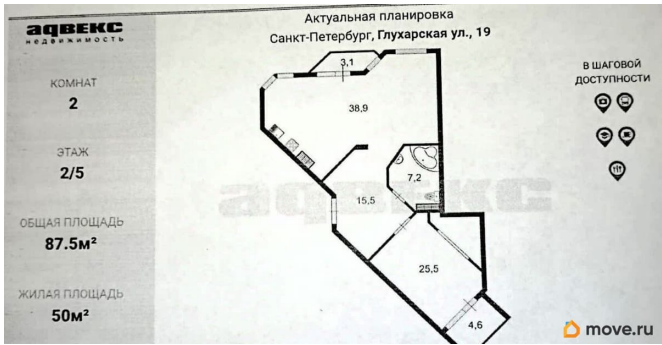 АДВЕКС
недвижимость
КОМНАТ
2
ЭТАЖ
2/5
ОБЩАЯ ПЛОЩАДЬ
87.5м²
ЖИЛАЯ ПЛОЩАДЬ
50м²
Актуальная планировка
Санкт-Петербург, Глухарская ул., 19
3,1
38,9
7,2
15,5
25,5
4,6
адвекс
В ШАГОВОЙ
ДОСТУПНОСТИ
move.ru